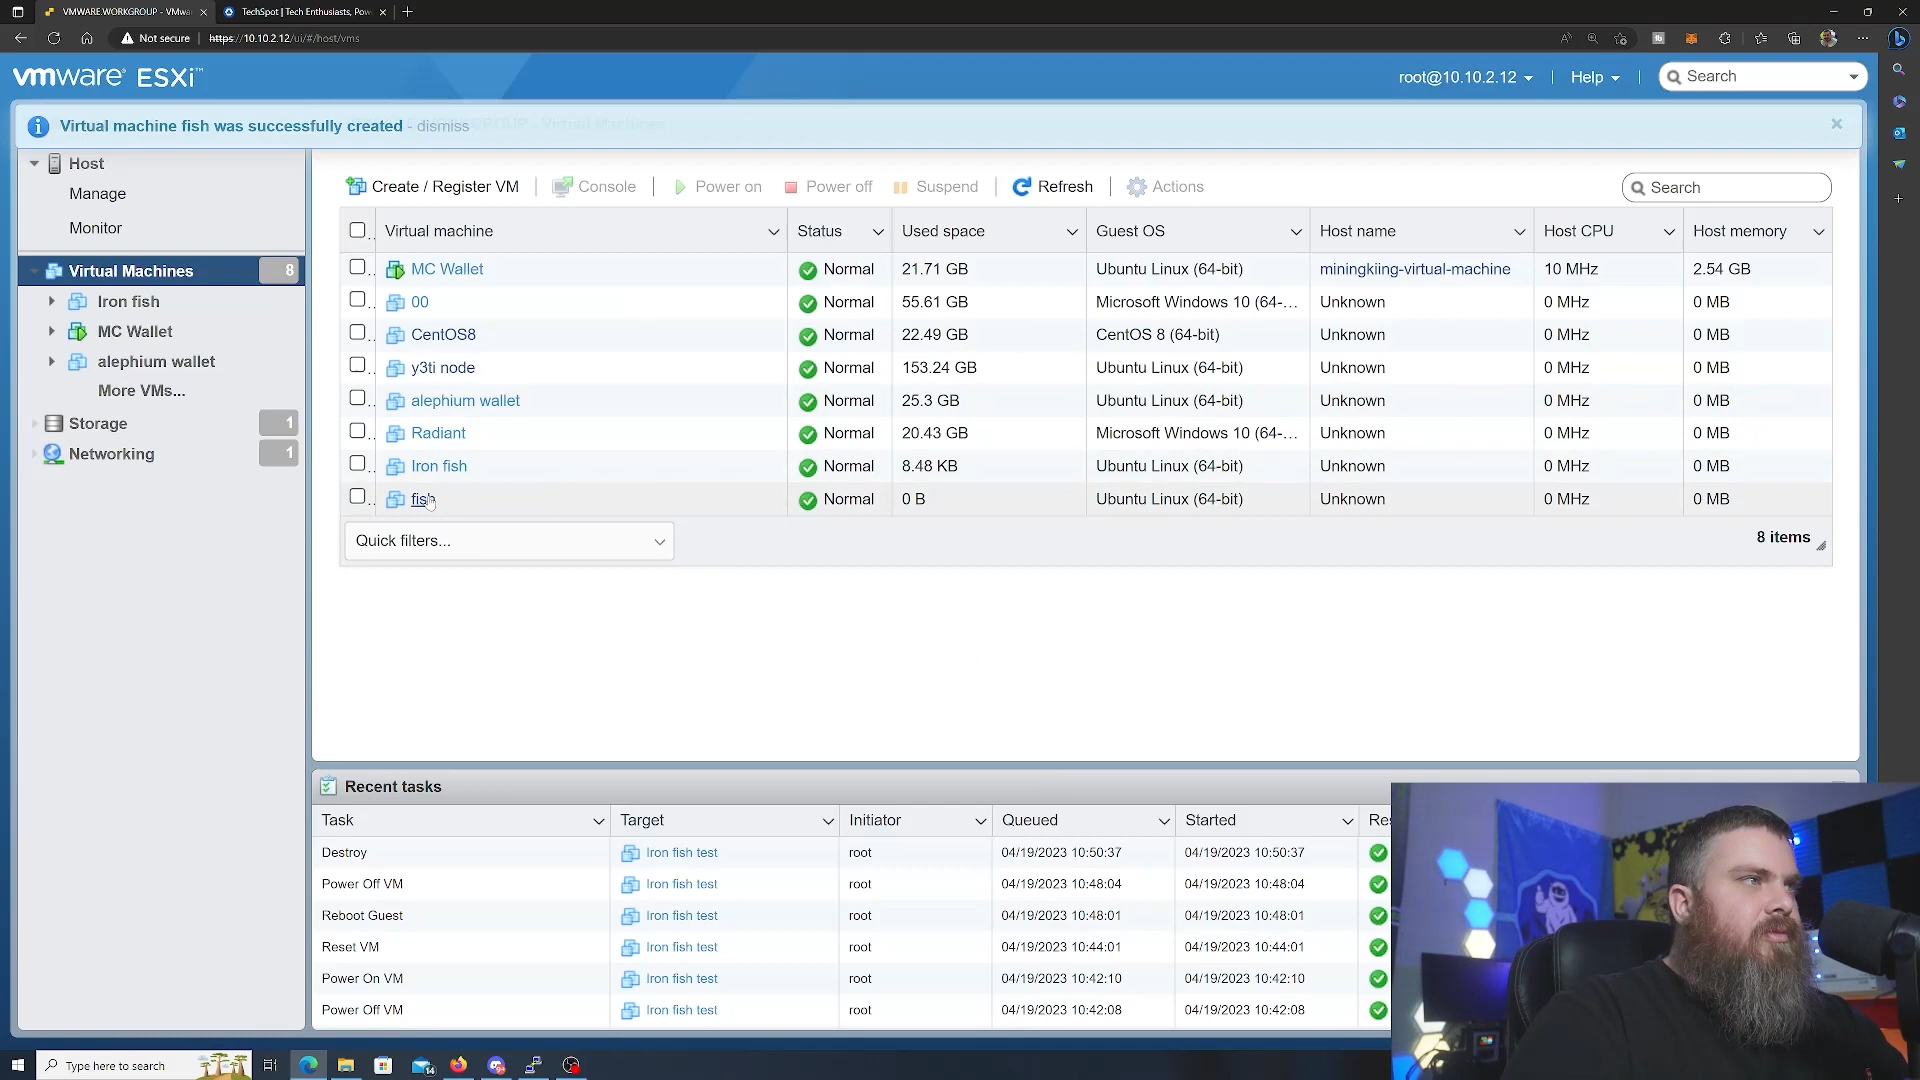 VMWARE.WORKGROUP - VMwa
TechSpot | Tech Enthusiasts, Pow
Not secure
https://10.10.2.12/ui/#/host/vms
vmware ESXi
root@10.10.2.12
Help
Search
Virtual machine fish was successfully created - dismiss
Host
Manage
Monitor
Virtual Machines 8
Iron fish
MC Wallet
alephium wallet
More VMs...
Storage 1
Networking 1
Create / Register VM
Console
Power on
Power off
Suspend
Refresh
Actions
Search
Virtual machine Status Used space Guest OS Host name Host CPU Host memory
MC Wallet Normal 21.71 GB Ubuntu Linux (64-bit) miningkiing-virtual-machine 10 MHz 2.54 GB
00 Normal 55.61 GB Microsoft Windows 10 (64-... Unknown 0 MHz 0 MB
CentOS8 Normal 22.49 GB CentOS 8 (64-bit) Unknown 0 MHz 0 MB
y3ti node Normal 153.24 GB Ubuntu Linux (64-bit) Unknown 0 MHz 0 MB
alephium wallet Normal 25.3 GB Ubuntu Linux (64-bit) Unknown 0 MHz 0 MB
Radiant Normal 20.43 GB Microsoft Windows 10 (64-... Unknown 0 MHz 0 MB
Iron fish Normal 8.48 KB Ubuntu Linux (64-bit) Unknown 0 MHz 0 MB
fish Normal 0 B Ubuntu Linux (64-bit) Unknown 0 MHz 0 MB
Quick filters...
8 items
Recent tasks
Task Target Initiator Queued Started Res
Destroy Iron fish test root 04/19/2023 10:50:37 04/19/2023 10:50:37
Power Off VM Iron fish test root 04/19/2023 10:48:04 04/19/2023 10:48:04
Reboot Guest Iron fish test root 04/19/2023 10:48:01 04/19/2023 10:48:01
Reset VM Iron fish test root 04/19/2023 10:44:01 04/19/2023 10:44:01
Power On VM Iron fish test root 04/19/2023 10:42:10 04/19/2023 10:42:10
Power Off VM Iron fish test root 04/19/2023 10:42:08 04/19/2023 10:42:08
Type here to search
14